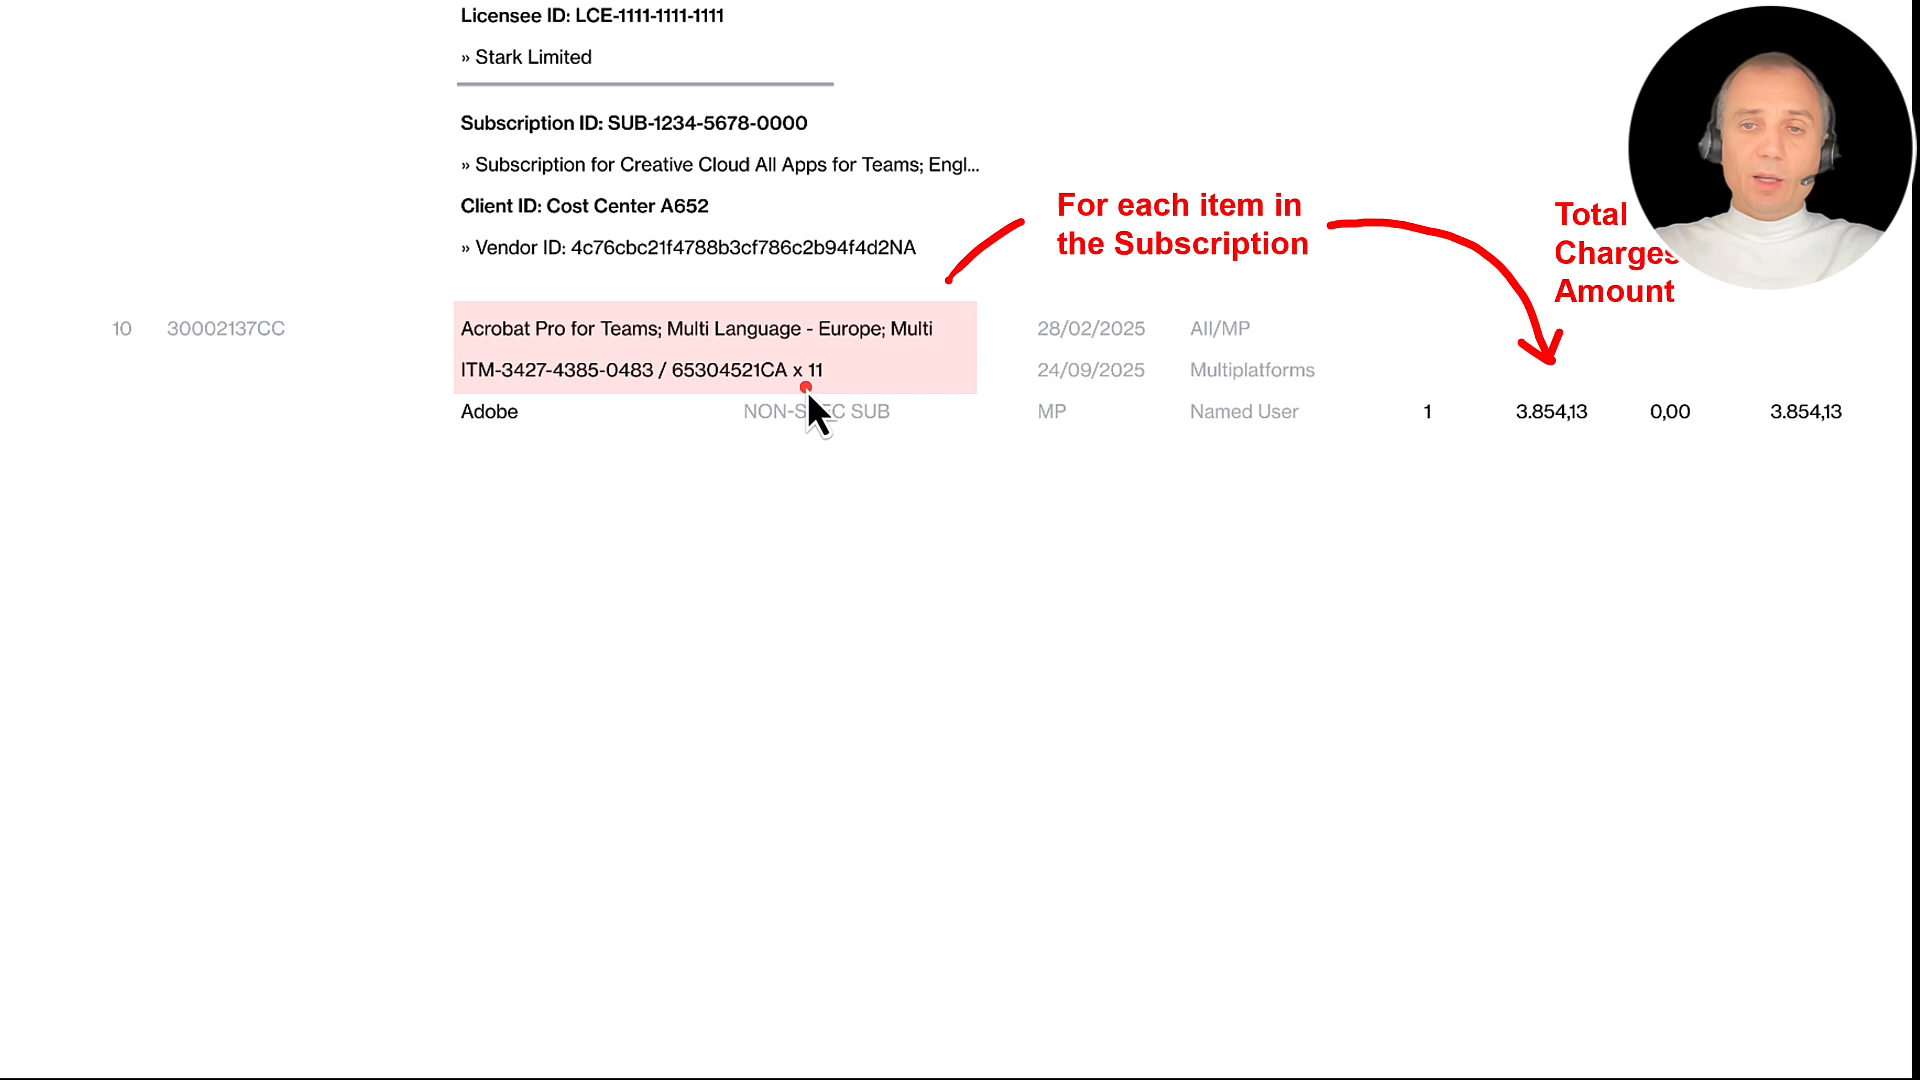 Licensee ID: LCE-1111-1111-1111
» Stark Limited
Subscription ID: SUB-1234-5678-0000
» Subscription for Creative Cloud All Apps for Teams; Engl...
Client ID: Cost Center A652
» Vendor ID: 4c76cbc21f4788b3cf786c2b94f4d2NA
For each item in
the Subscription
Total
Charges
Amount
10 30002137CC Acrobat Pro for Teams; Multi Language - Europe; Multi 28/02/2025 All/MP
ITM-3427-4385-0483 / 65304521CA x 11 24/09/2025 Multiplatforms
Adobe SUB MP Named User 1 3.854,13 0,00 3.854,13